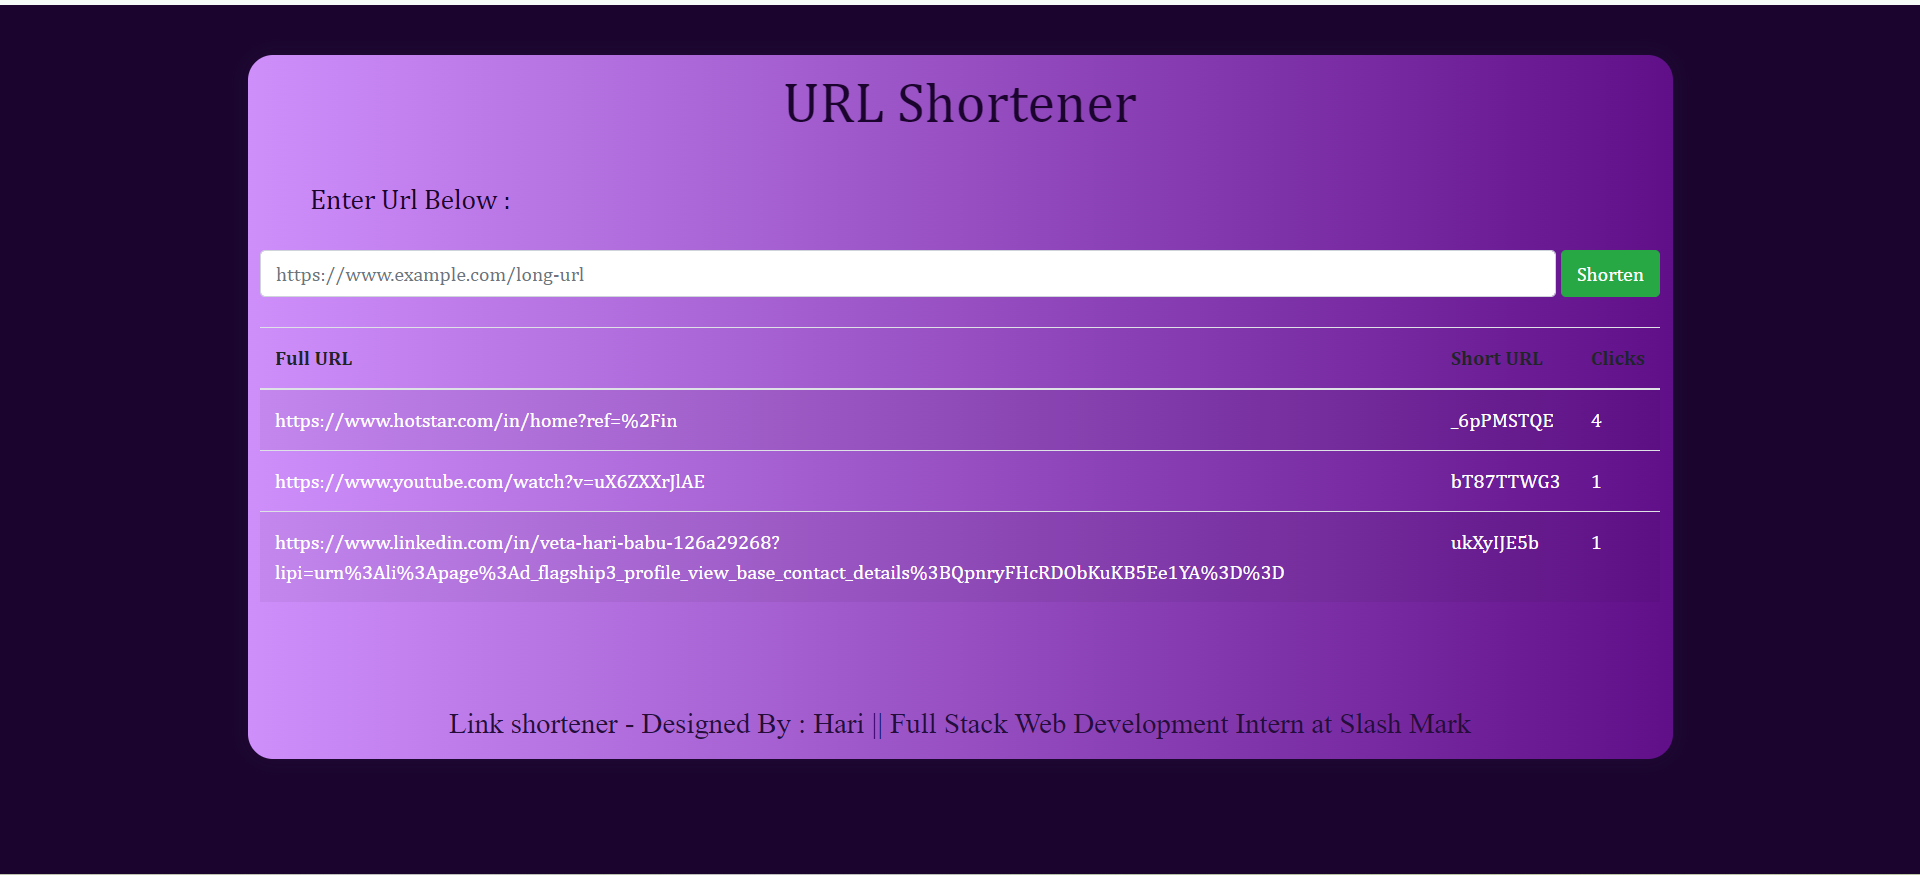 URL Shortener
Enter Url Below :
https://www.example.com/long-url Shorten
Full URL Short URL Clicks
https://www.hotstar.com/in/home?ref=%2Fin _6pPMSTQE 4
https://www.youtube.com/watch?v=uX6ZXXrJlAE bT87TTWG3 1
https://www.linkedin.com/in/veta-hari-babu-126a29268? ukXyIJE5b 1
lipi=urn%3Ali%3Apage%3Ad_flagship3_profile_view_base_contact_details%3BQpnryFHcRDObKuKB5Ee1YA%3D%3D
Link shortener - Designed By : Hari || Full Stack Web Development Intern at Slash Mark